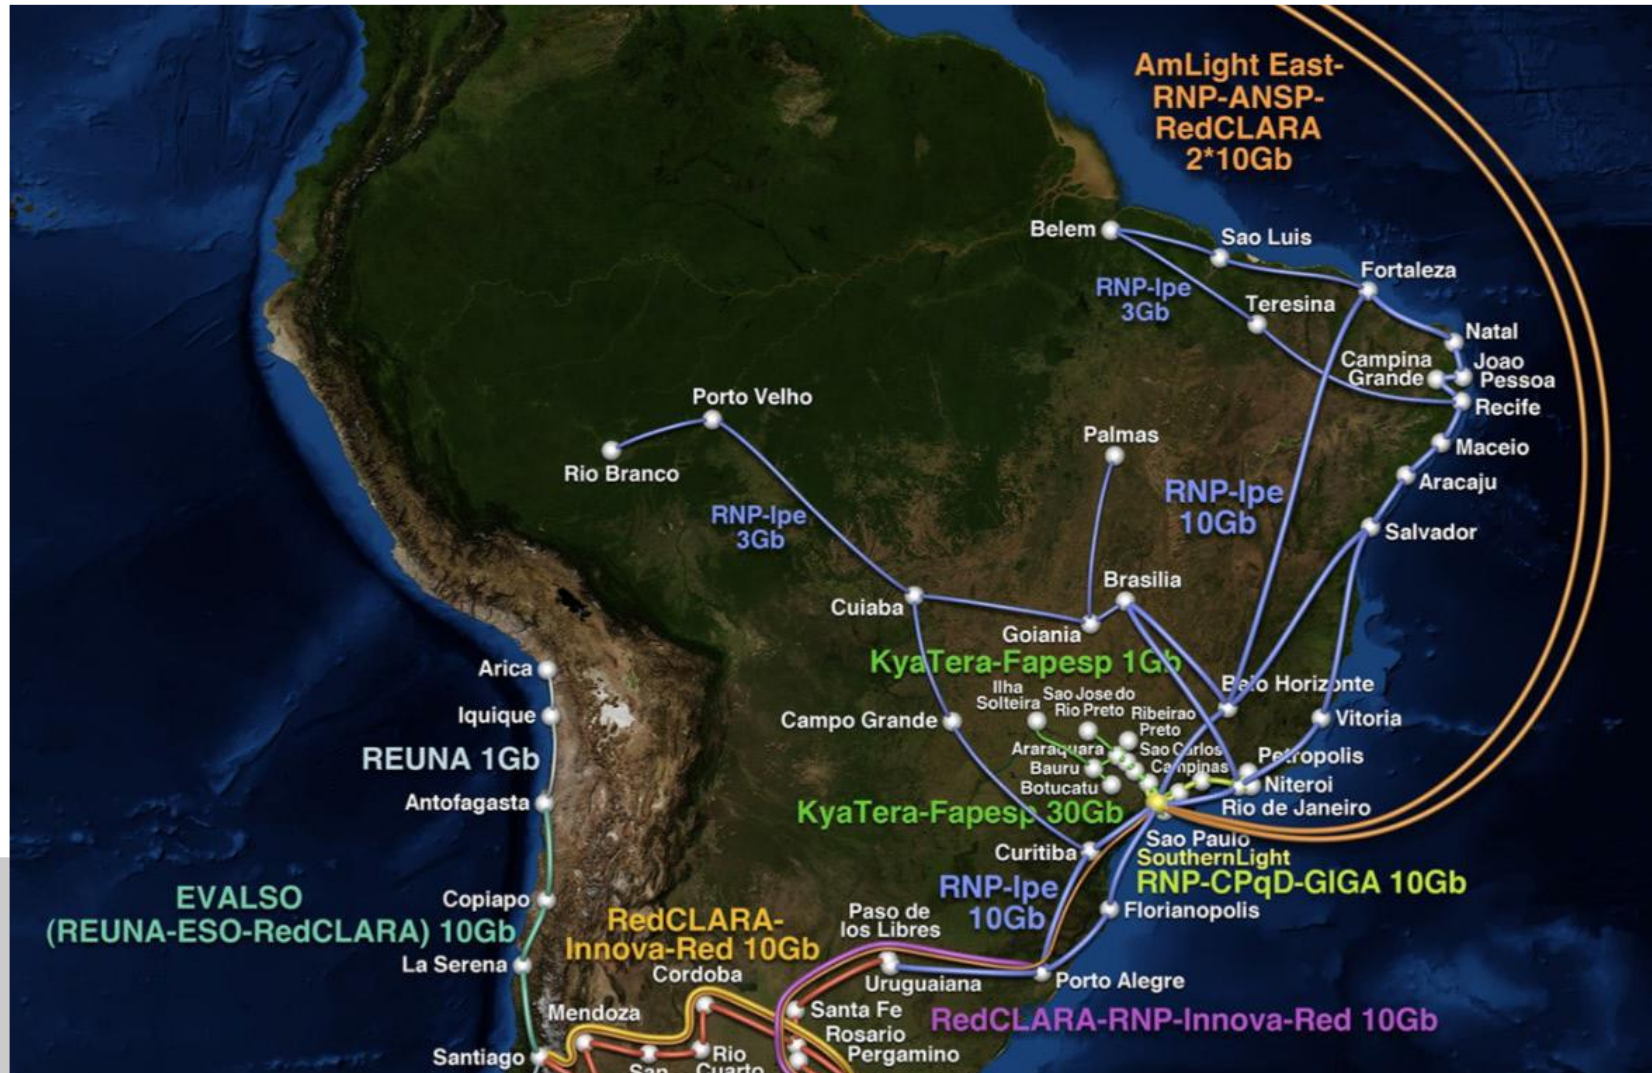 AmLight East-
RNP-ANSP-
RedCLARA
2*10Gb
Belem
Sao Luis
Fortaleza
RNP-Ipe
3Gb
Teresina
Natal
Campina
Grande
Joao
Pessoa
Recife
Porto Velho
Rio Branco
Palmas
Maceio
Aracaju
RNP-Ipe
10Gb
RNP-Ipe
3Gb
Salvador
Brasilia
Cuiaba
Goiania
KyaTera-Fapesp 1Gb
Arica
Belo Horizonte
Ilha
Solteira
Sao Jose do
Rio Preto
Ribeirao
Preto
Iquique
Campo Grande
Vitoria
REUNA 1Gb
Araraquara
Sao Carlos
Petropolis
Bauru
Campinas
Botucatu
Niteroi
Antofagasta
KyaTera-Fapesp 30Gb
Rio de Janeiro
Sao Paulo
Curitiba
SouthernLight
RNP-CPqD-GIGA 10Gb
EVALSO
(REUNA-ESO-RedCLARA) 10Gb
Copiapo
RNP-Ipe
10Gb
Florianopolis
RedCLARA-
Innova-Red 10Gb
Paso de
los Libres
La Serena
Cordoba
Uruguaiana
Porto Alegre
Mendoza
Santa Fe
RedCLARA-RNP-Innova-Red 10Gb
Rosario
Santiago
Pergamino
San
Rio
Cuarto